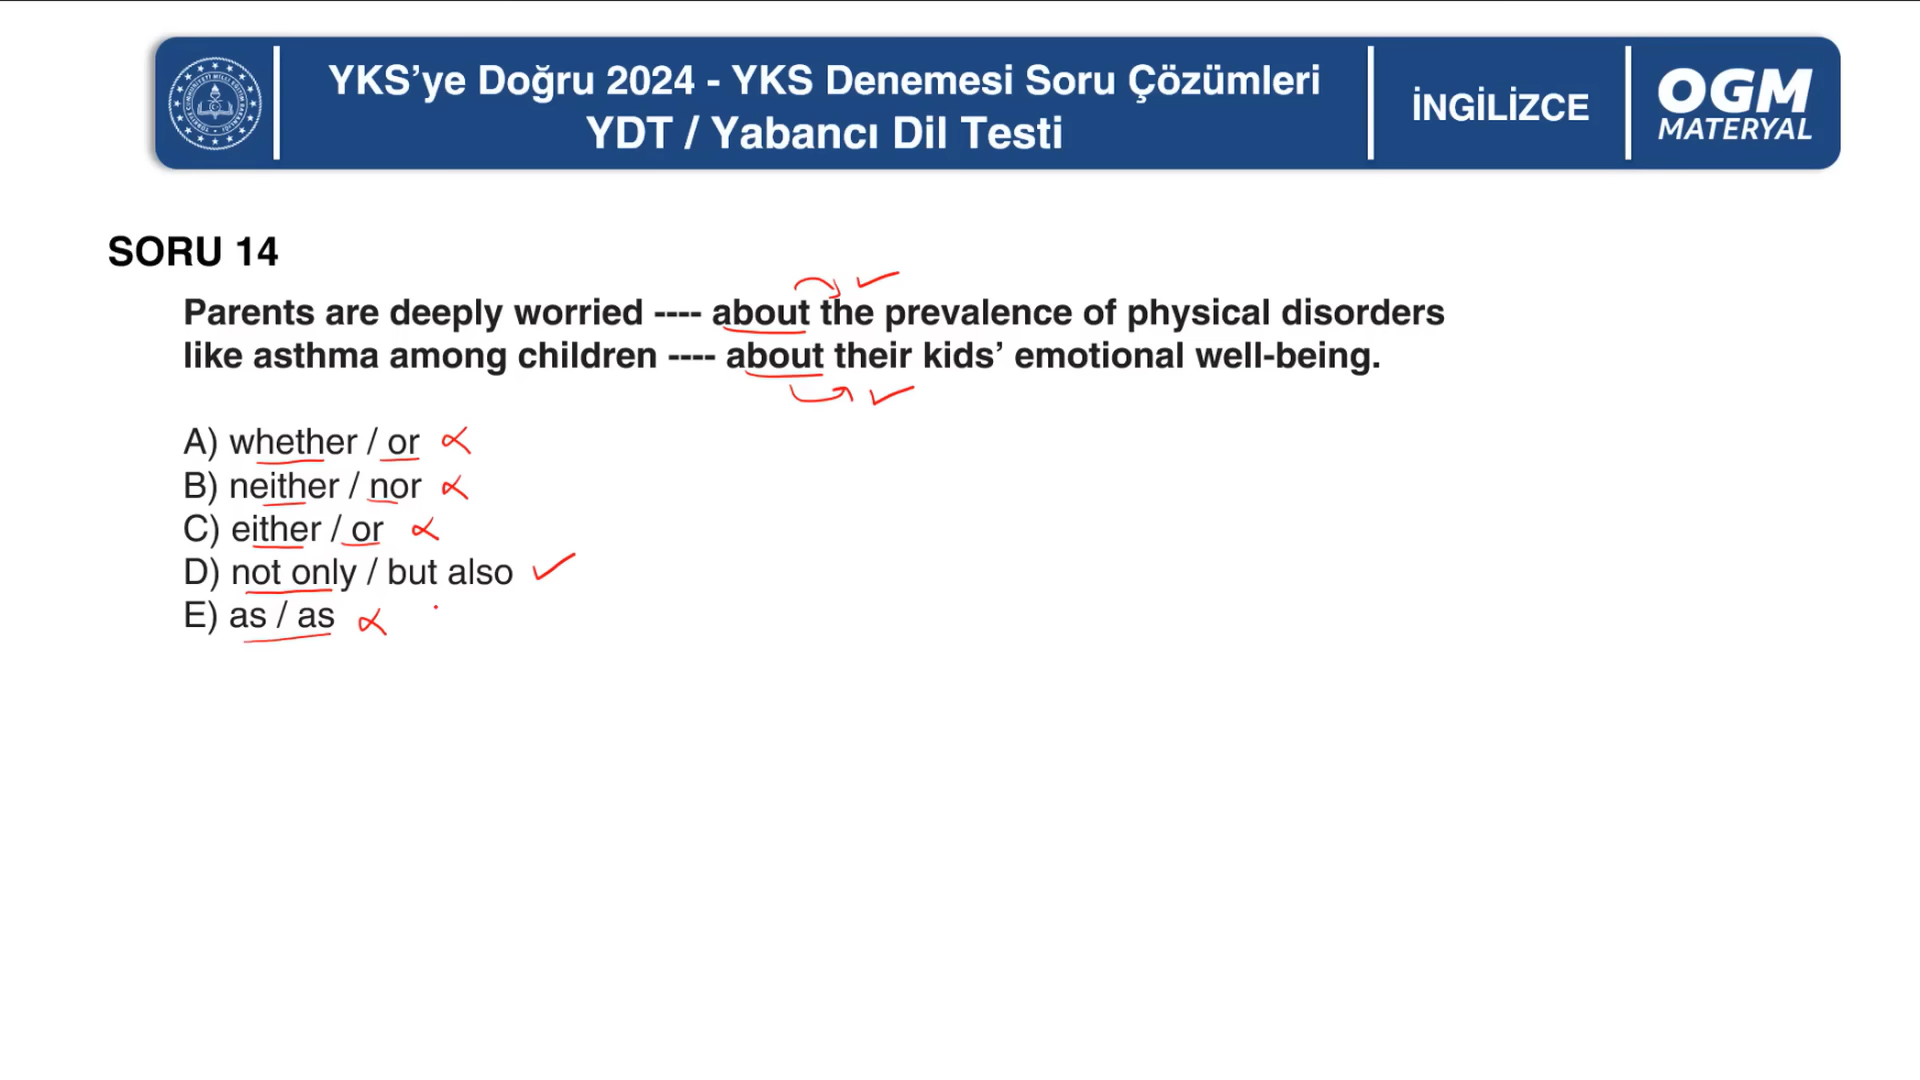 YKS'ye Doğru 2024 - YKS Denemesi Soru Çözümleri
YDT / Yabancı Dil Testi
İNGİLİZCE
OGM
MATERYAL
SORU 14
Parents are deeply worried ---- about the prevalence of physical disorders
like asthma among children ---- about their kids' emotional well-being.
A) whether / or
B) neither / nor
C) either / or
D) not only / but also
E) as / as